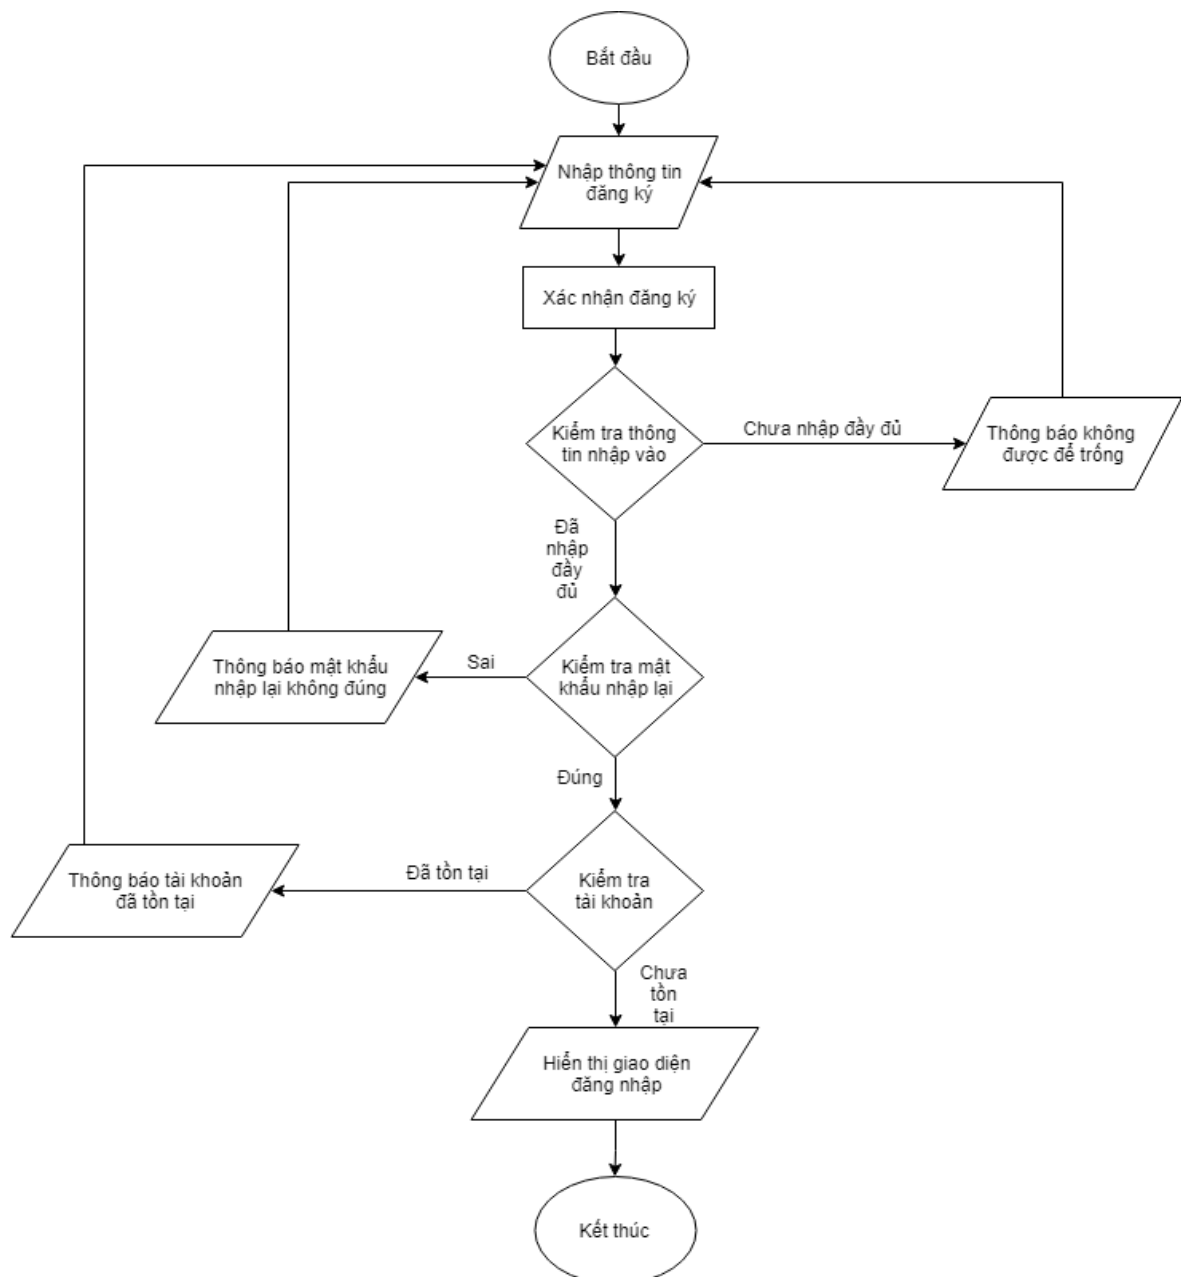 Bắt đầu
Nhập thông tin
đăng ký
Xác nhận đăng ký
Kiểm tra thông
tin nhập vào
Chưa nhập đầy đủ
Thông báo không
được để trống
Đã
nhập
đầy
đủ
Kiểm tra mật
khẩu nhập lại
Sai
Thông báo mật khẩu
nhập lại không đúng
Đúng
Kiểm tra
tài khoản
Đã tồn tại
Thông báo tài khoản
đã tồn tại
Chưa
tồn
tại
Hiển thị giao diện
đăng nhập
Kết thúc